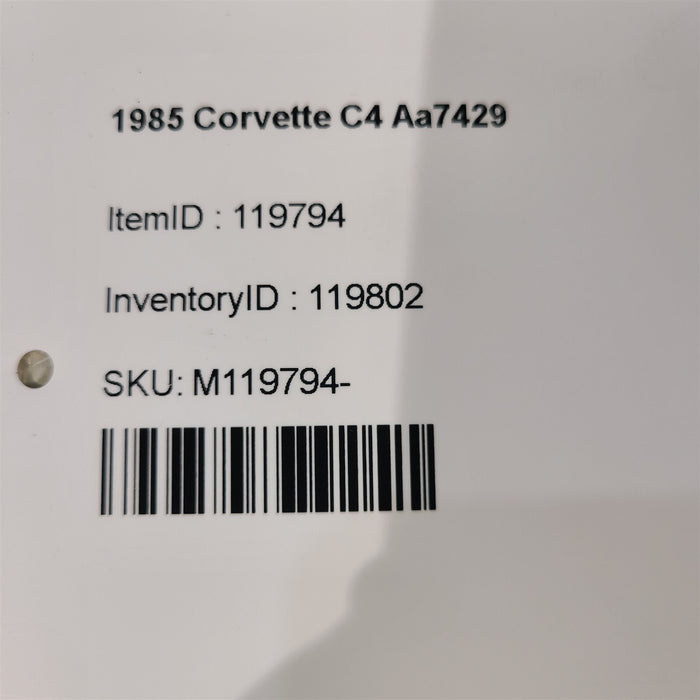 1985 Corvette C4 Aa7429
ItemID : 119794
InventoryID : 119802
SKU: M119794-